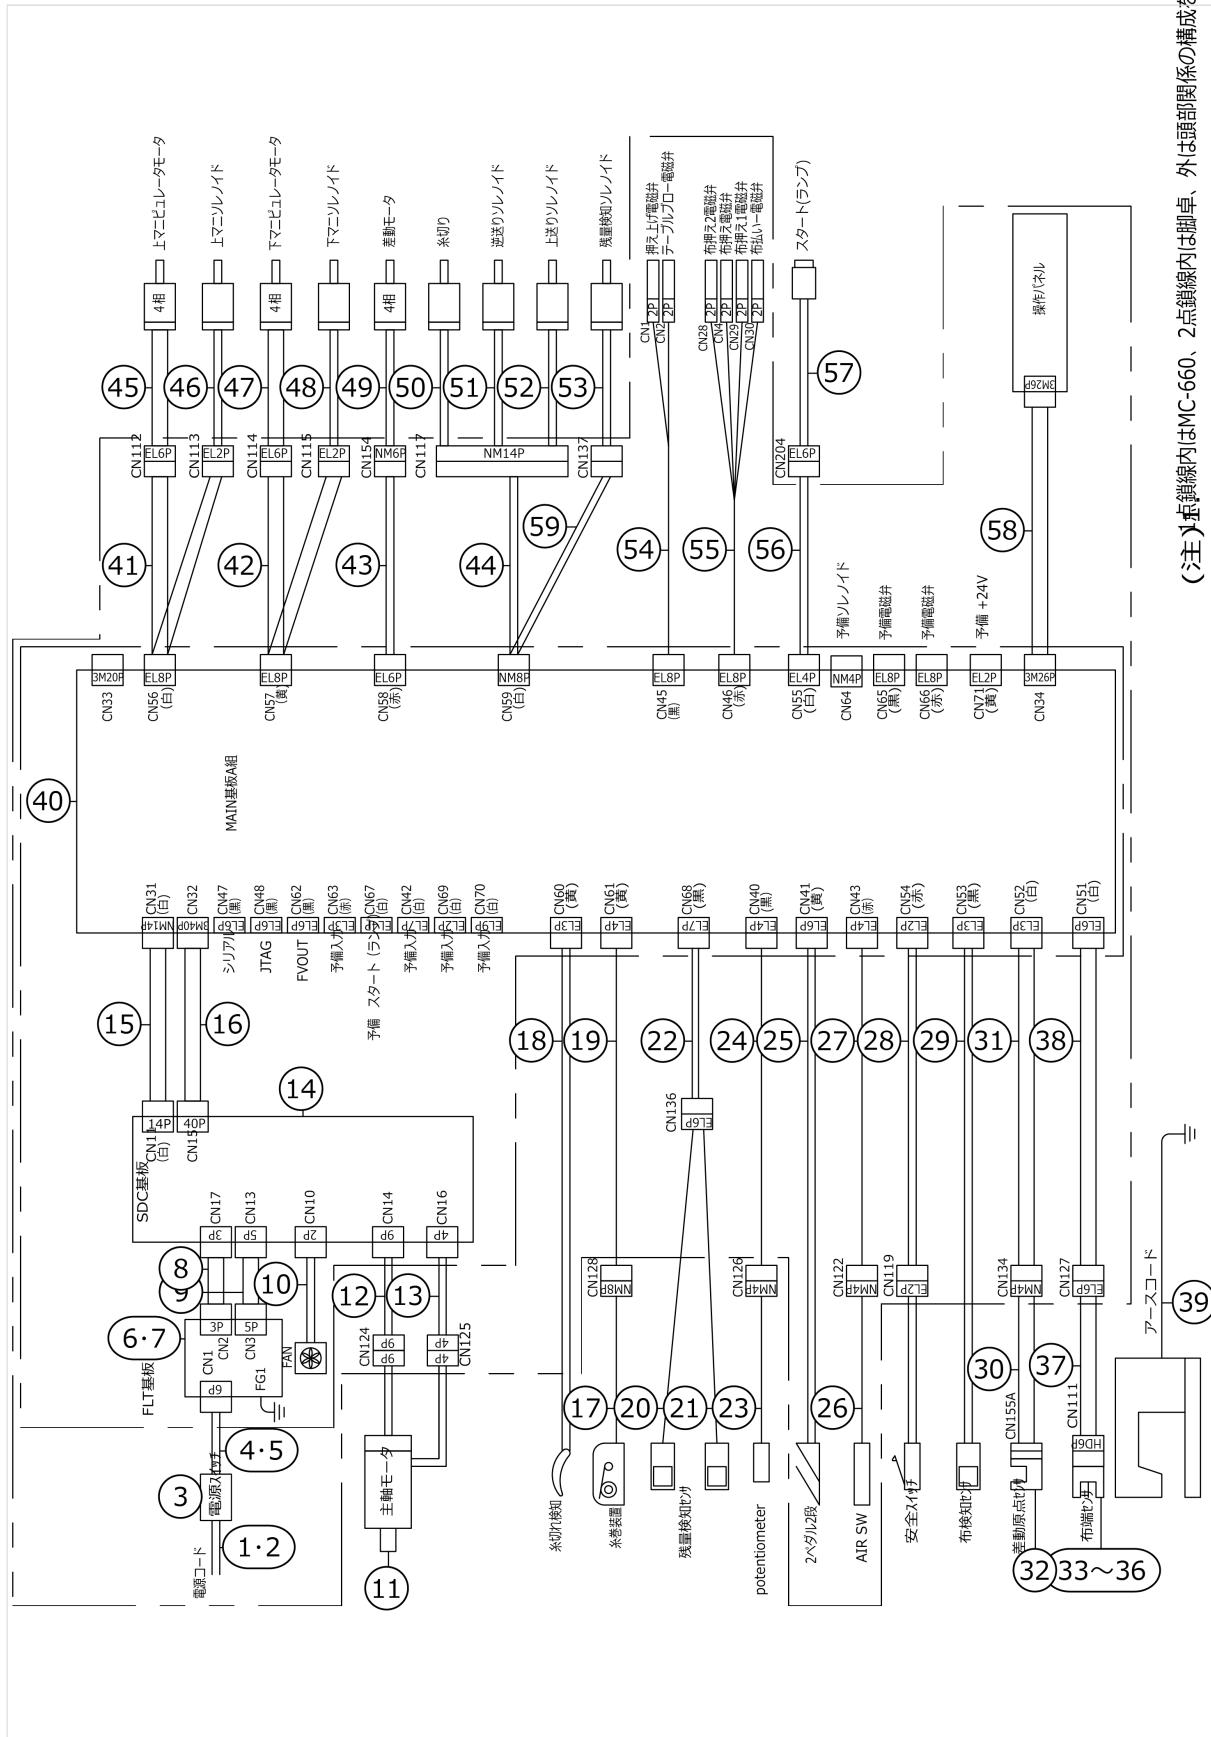 (注) 1.
1点鎖線内はMC-660、2点鎖線内は脚卓、外は頭部関係の構成を
上マニピュレータモータ
上マニソレノイド
下マニピュレータモータ
下マニソレノイド
差動モータ
糸切り
逆送りソレノイド
上送りソレノイド
残量検知ソレノイド
押え上げ電磁弁
テーブルブロー電磁弁
布押え2電磁弁
布押え電磁弁
布押え1電磁弁
布払い一電磁弁
スタート(ランプ)
操作パネル
4相
4相
4相
CN1
2P
CN2
2P
CN28
2P
CN4
2P
CN29
2P
CN30
2P
3M26P
45
46
47
48
49
50
51
52
53
57
CN112
EL6P
CN113
EL2P
CN114
EL6P
CN115
EL2P
CN154
NM6P
CN117
NM14P
CN137
CN204
EL6P
41
42
43
44
59
54
55
56
58
予備ソレノイド
予備電磁弁
予備電磁弁
予備 +24V
3M20P
CN33
EL8P
CN56
(白)
EL8P
CN57
(黄)
EL6P
CN58
(赤)
NM8P
CN59
(白)
EL8P
CN45
(黒)
EL8P
CN46
(赤)
EL4P
CN55
(白)
NM4P
CN64
EL8P
CN65
(黒)
EL8P
CN66
(赤)
EL2P
CN71
(黄)
3M26P
CN34
40
MAIN基板A組
CN31
(白)
NM14P
CN32
3M40P
CN47
(黒)
EL6P
シリアル
CN48
(黒)
EL6P
JTAG
CN62
(黒)
EL6P
FVOUT
CN63
(赤)
EL3P
予備入力
CN67
(白)
予備 スタート(ランプ)
CN42
(白)
EL7P
予備入力
CN69
(白)
EL2P
予備入力
CN70
(白)
EL9P
予備入力
CN60
(黄)
EL3P
CN61
(黄)
EL4P
CN68
(黒)
EL7P
CN40
(黒)
EL4P
CN41
(黄)
EL6P
CN43
(赤)
EL4P
CN54
(赤)
EL2P
CN53
(黒)
EL3P
CN52
(白)
EL3P
CN51
(白)
EL6P
15
16
18
19
22
24
25
27
28
29
31
38
14
14P
CN11
(白)
40P
CN15
SDC基板
CN136
EL6P
CN17
3P
CN13
5P
CN10
2P
CN14
9P
CN16
4P
8
9
10
12
13
CN128
NM8P
CN126
NM4P
CN122
NM4P
CN119
EL2P
CN134
NM4P
CN127
EL6P
アースコード
39
6・7
FLT基板
3P
CN2
5P
CN3
CN1
6P
FG1
FAN
CN124
9P
9P
4P
4P
CN125
30
37
17
20
21
23
26
CN155A
CN111
HD6P
4・5
3
電源スイッチ
1・2
電源コード
主軸モータ
11
糸切れ検知
糸巻装置
残量検知センサ
potentiometer
2ペダル2段
AIR SW
安全スイッチ
布検知センサ
差動原点センサ
布端センサ
32
33〜36